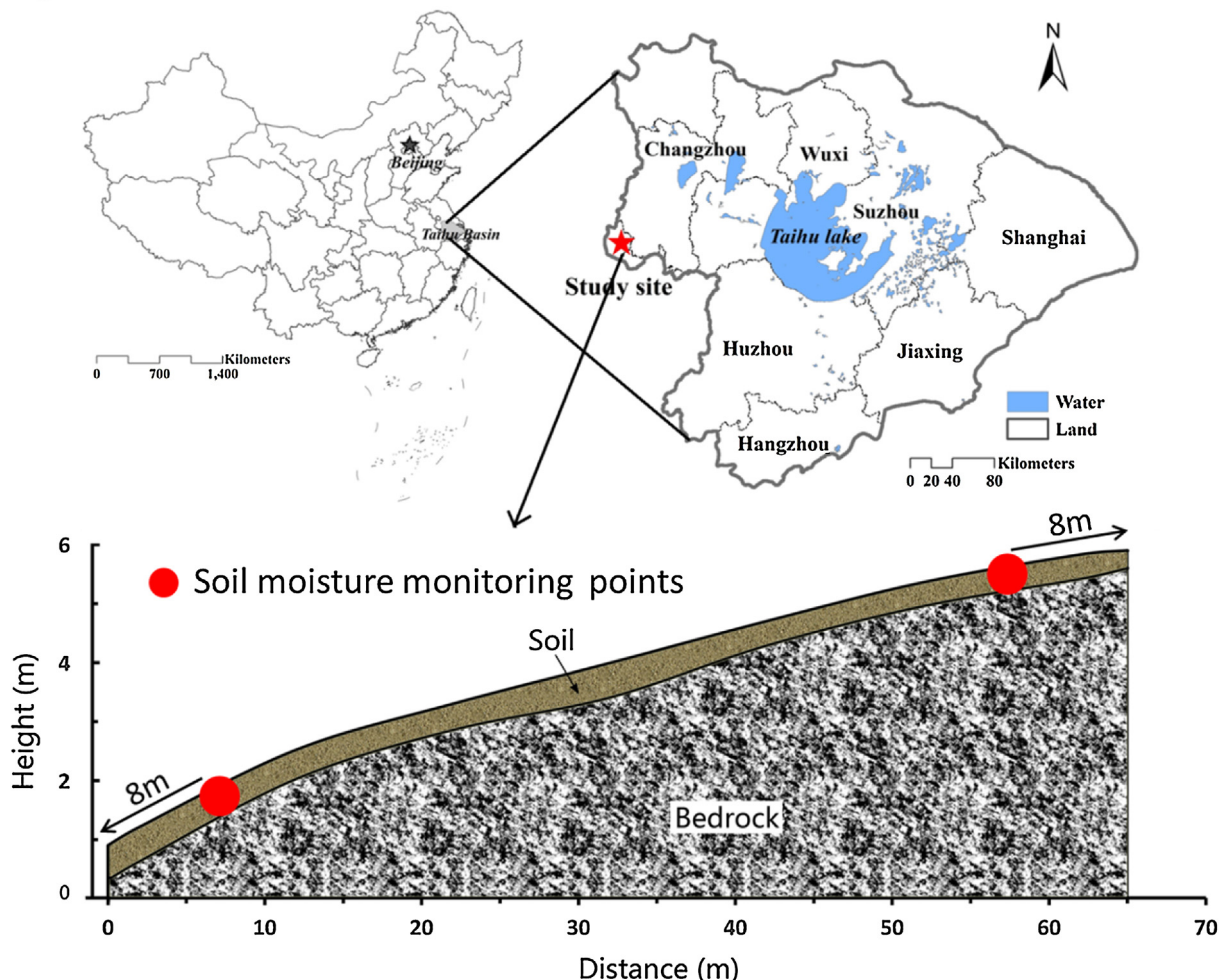 N
Beijing
Taihu Basin
Kilometers
0 700 1,400
Changzhou
Wuxi
Suzhou
Taihu lake
Shanghai
Study site
Huzhou
Jiaxing
Hangzhou
Water
Land
Kilometers
0 20 40 80
Soil moisture monitoring points
8m
Soil
8m
Bedrock
Height (m)
6
4
2
0
0 10 20 30 40 50 60 70
Distance (m)